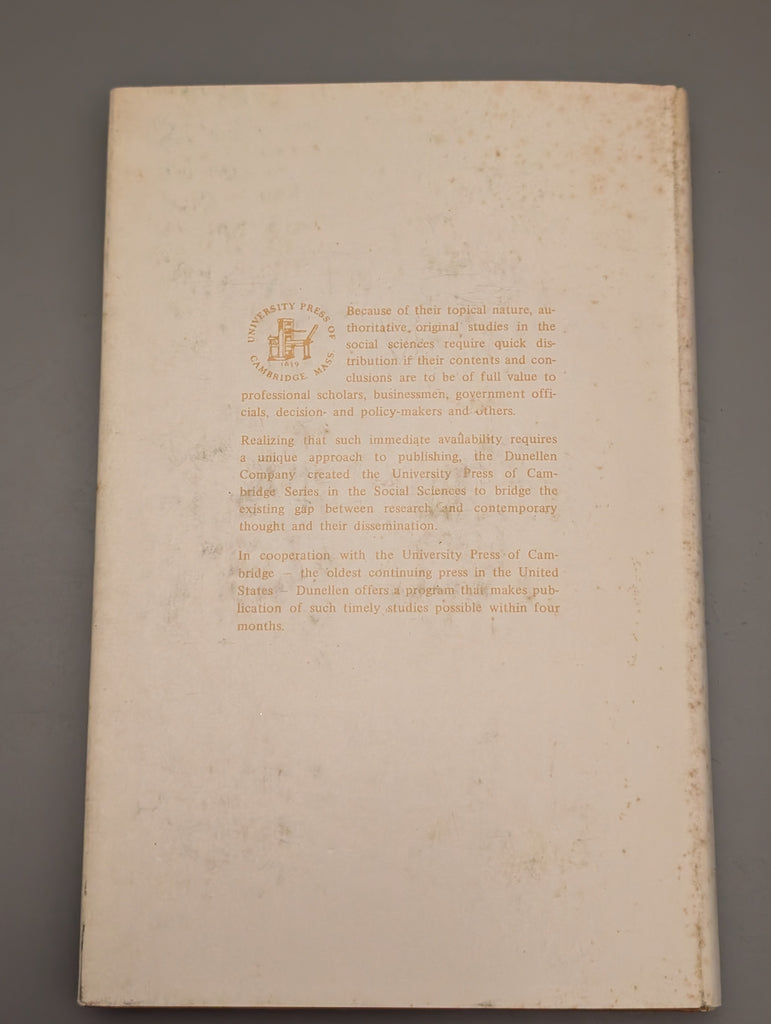 UNIVERSITY PRESS OF
CAMBRIDGE MASS.
Because of their topical nature, au-
thoritative, original studies in the
social sciences require quick dis-
tribution if their contents and con-
clusions are to be of full value to
professional scholars, businessmen, government offi-
cials, decision- and policy-makers and others.
Realizing that such immediate availability requires
a unique approach to publishing, the Dunellen
Company created the University Press of Cam-
bridge Series in the Social Sciences to bridge the
existing gap between research and contemporary
thought and their dissemination.
In cooperation with the University Press of Cam-
bridge – the oldest continuing press in the United
States – Dunellen offers a program that makes pub-
lication of such timely studies possible within four
months.